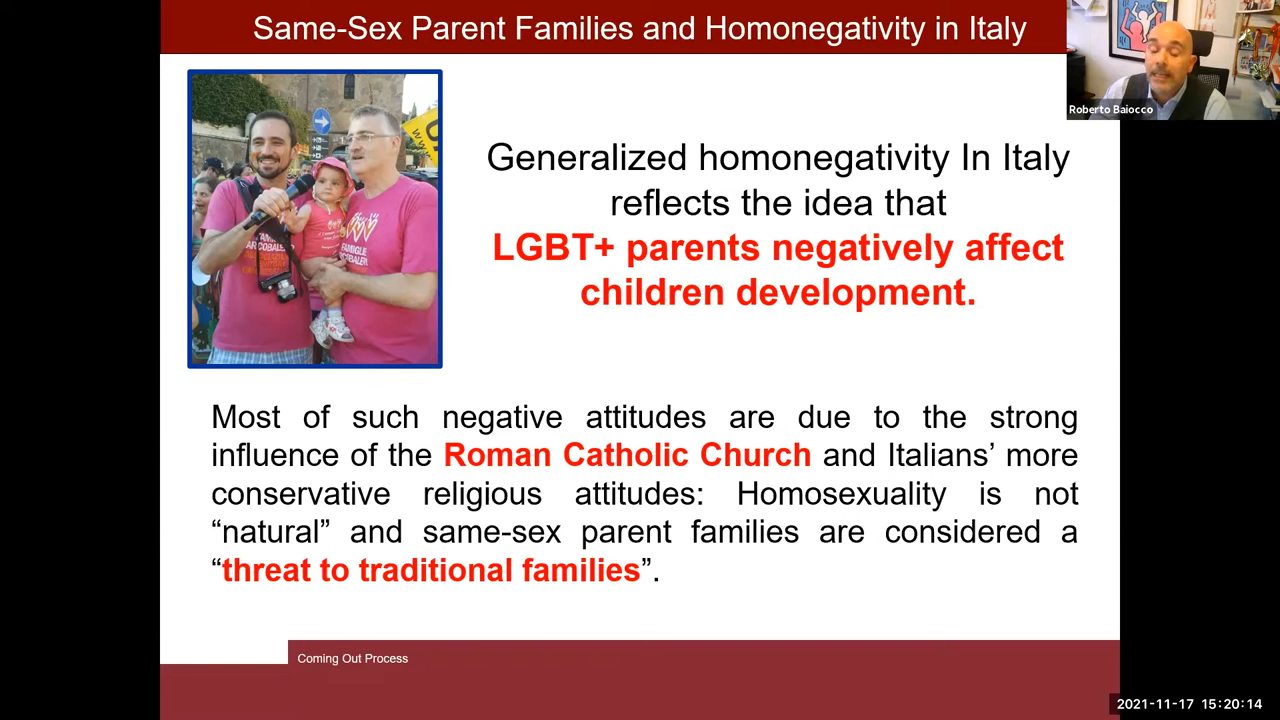 Same-Sex Parent Families and Homonegativity in Italy
Roberto Baiocco
FAMIGLIE
ARCOBALENO
Generalized homonegativity In Italy
reflects the idea that
LGBT+ parents negatively affect
children development.
Most of such negative attitudes are due to the strong
influence of the Roman Catholic Church and Italians’ more
conservative religious attitudes: Homosexuality is not
“natural” and same-sex parent families are considered a
“threat to traditional families”.
Coming Out Process
2021-11-17 15:20:14